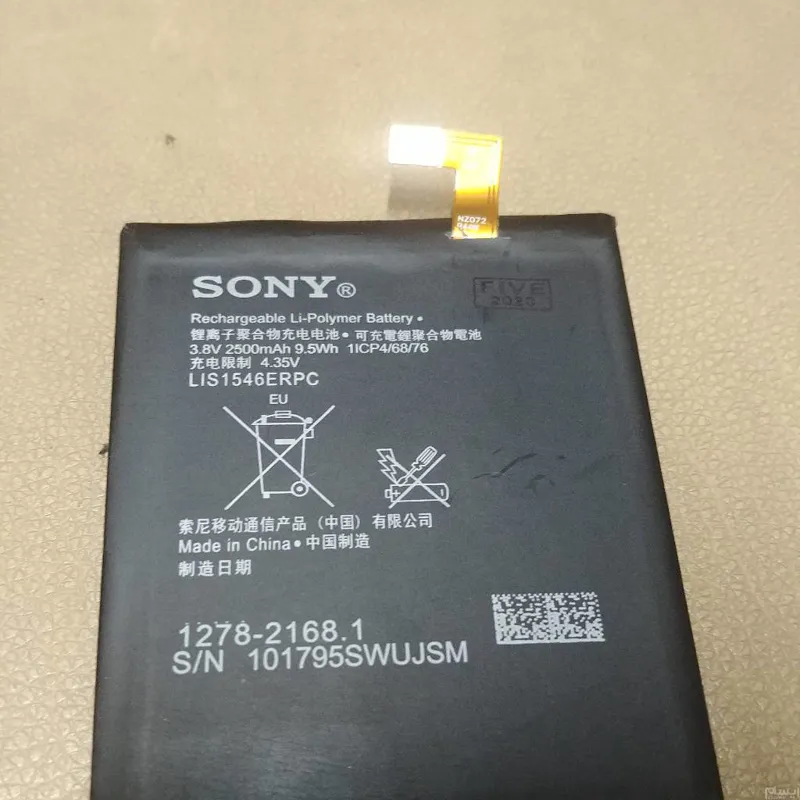 NZ072
SONY®
FIVE
2020
Rechargeable Li-Polymer Battery •
鋰离子聚合物充电电池 • 可充電鋰聚合物電池
3.8V 2500mAh 9.5Wh 1ICP4/68/76
充电限制 4.35V
LIS1546ERPC
EU
索尼移动通信产品 (中国) 有限公司
Made in China • 中国制造
制造日期
1278-2168.1
S/N 101795SWUJSM
ایسام